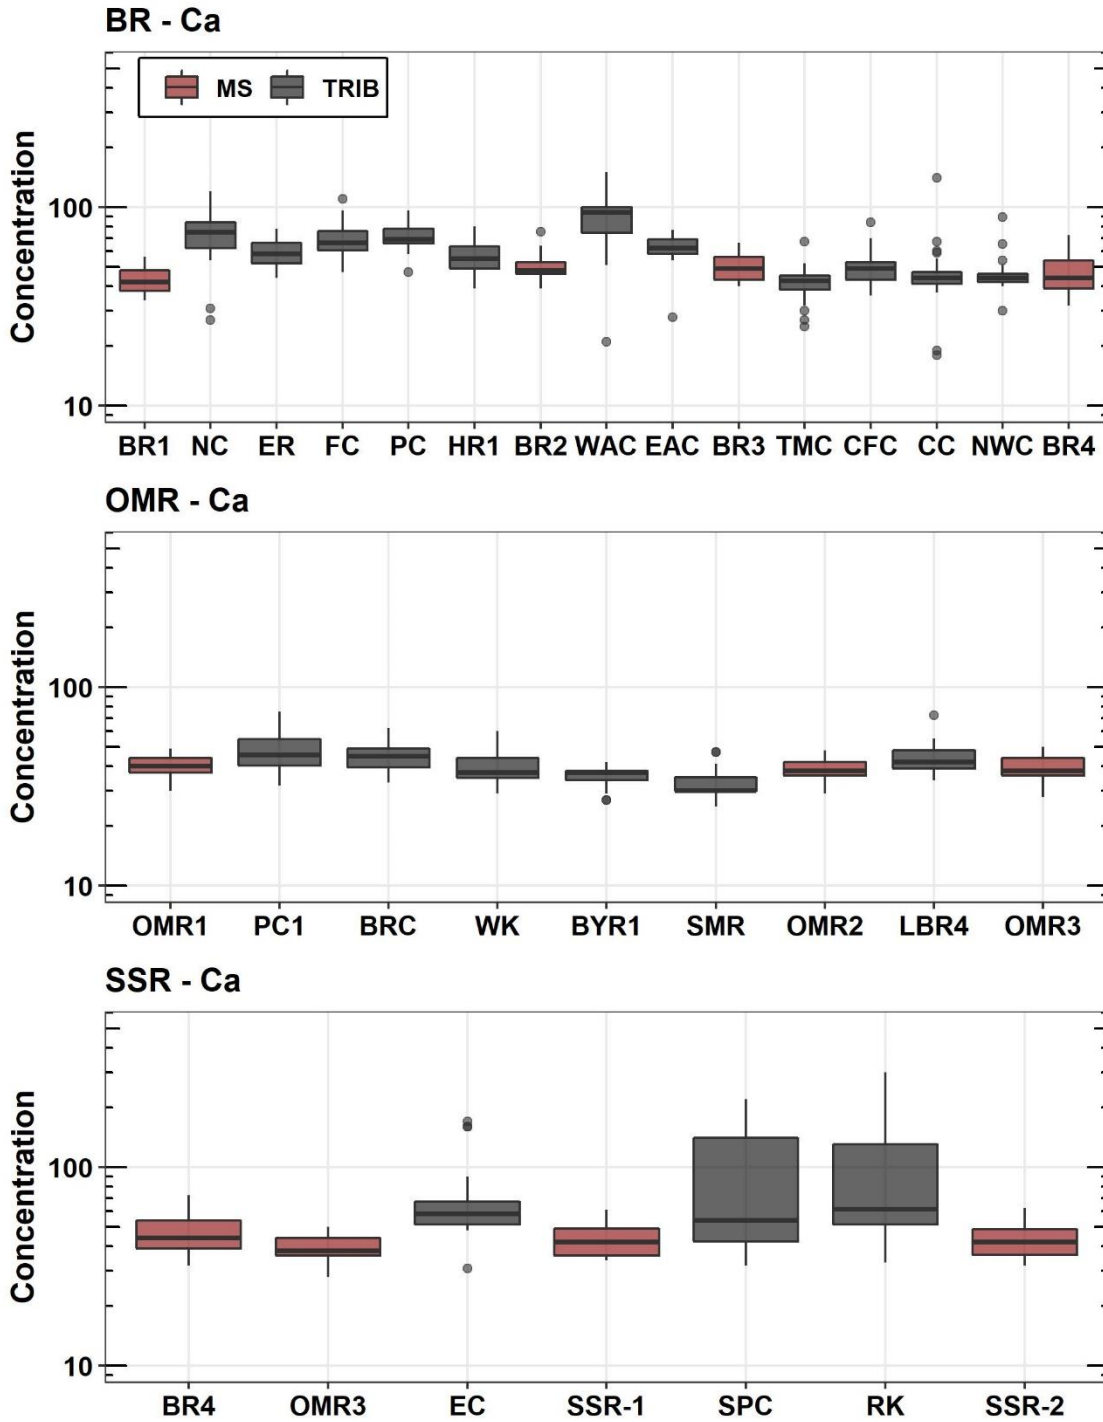 BR - Ca
MS TRIB
Concentration
100
10
BR1 NC ER FC PC HR1 BR2 WAC EAC BR3 TMC CFC CC NWC BR4
OMR - Ca
Concentration
100
10
OMR1 PC1 BRC WK BYR1 SMR OMR2 LBR4 OMR3
SSR - Ca
Concentration
100
10
BR4 OMR3 EC SSR-1 SPC RK SSR-2